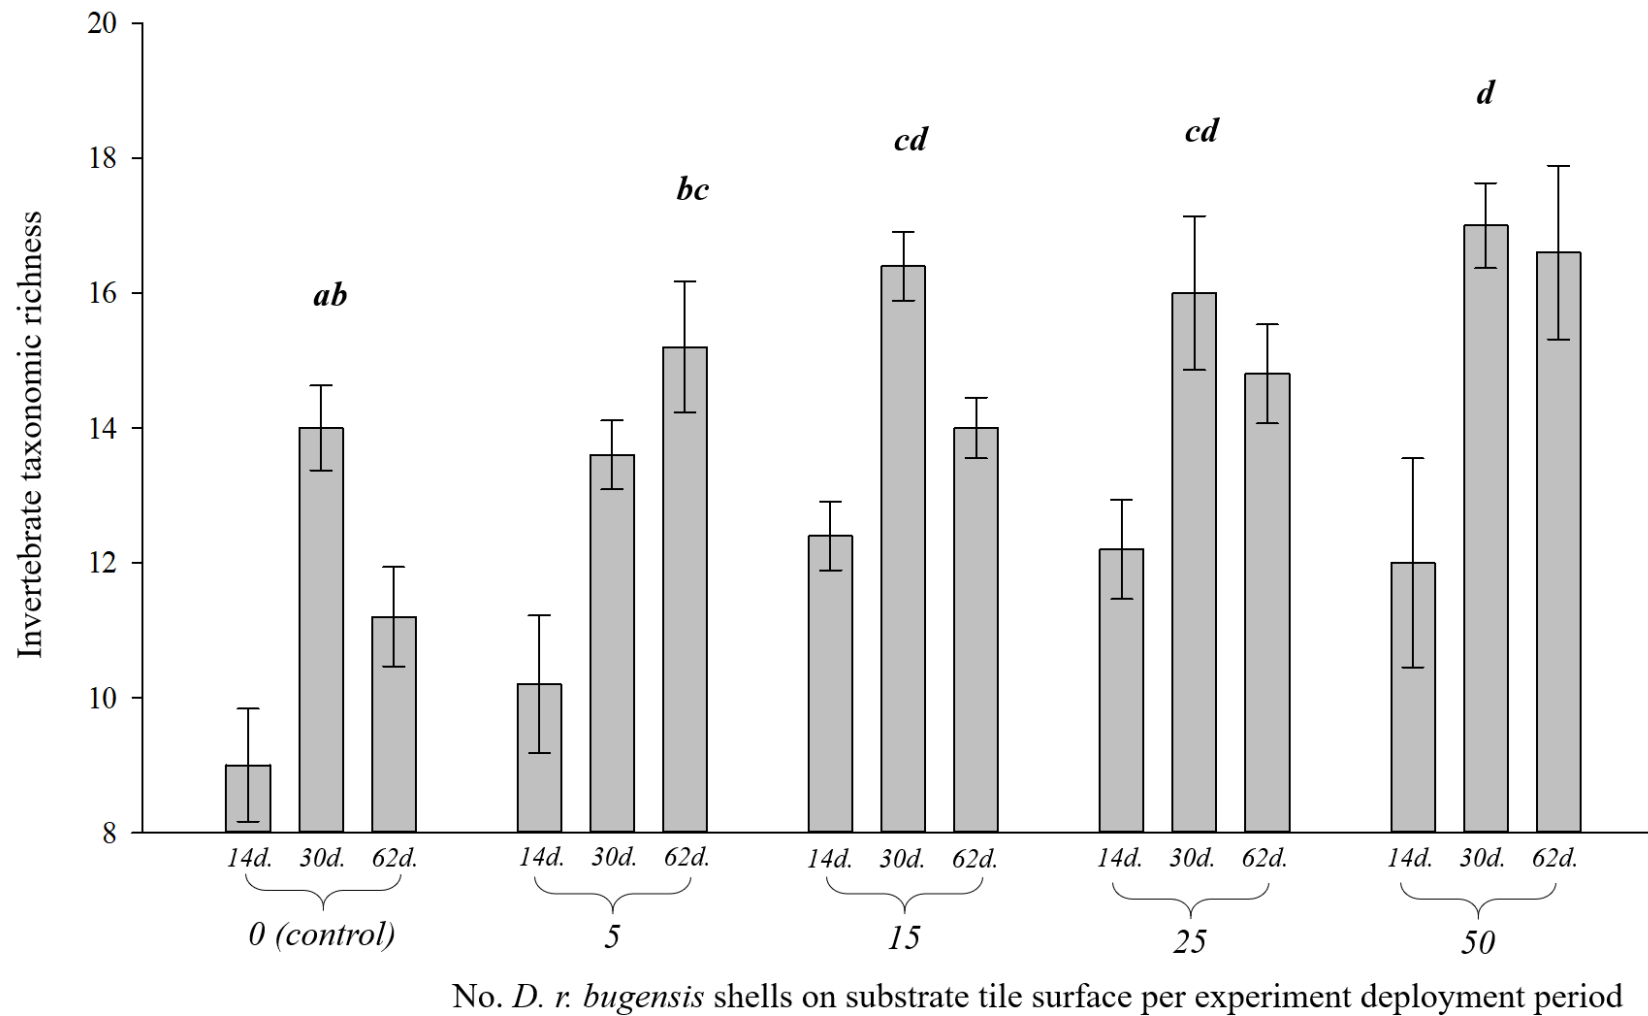 20
18
16
14
12
10
8
Invertebrate taxonomic richness
ab
bc
cd
cd
d
14d. 30d. 62d. 14d. 30d. 62d. 14d. 30d. 62d. 14d. 30d. 62d. 14d. 30d. 62d.
0 (control) 5 15 25 50
No. D. r. bugensis shells on substrate tile surface per experiment deployment period